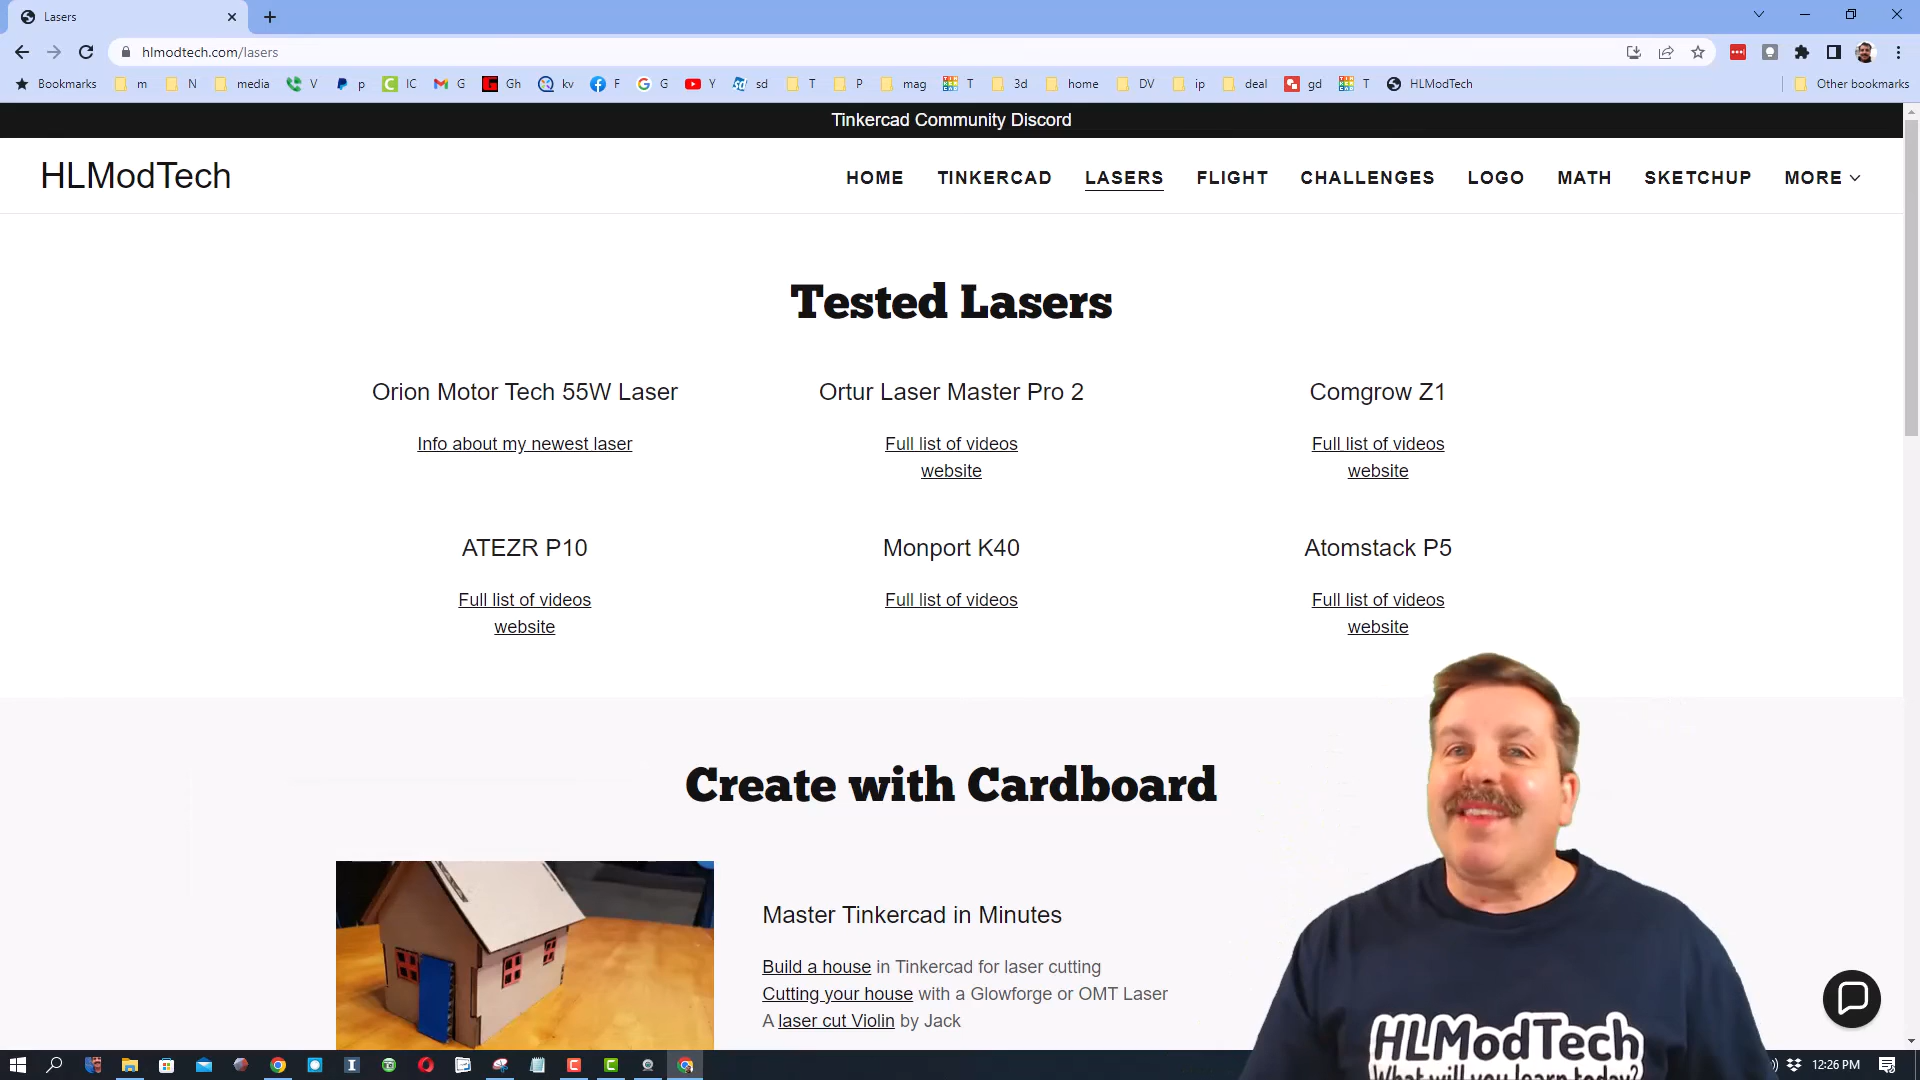 Lasers
hlmodtech.com/lasers
Bookmarks m N media V p IC G Gh kv F G Y sd T P mag T 3d home DV ip deal gd T HLModTech Other bookmarks
Tinkercad Community Discord
HLModTech
HOME TINKERCAD LASERS FLIGHT CHALLENGES LOGO MATH SKETCHUP MORE
Tested Lasers
Orion Motor Tech 55W Laser
Info about my newest laser
Ortur Laser Master Pro 2
Full list of videos
website
Comgrow Z1
Full list of videos
website
ATEZR P10
Full list of videos
website
Monport K40
Full list of videos
Atomstack P5
Full list of videos
website
Create with Cardboard
Master Tinkercad in Minutes
Build a house in Tinkercad for laser cutting
Cutting your house with a Glowforge or OMT Laser
A laser cut Violin by Jack
HLModTech
What will you learn today?
12:26 PM